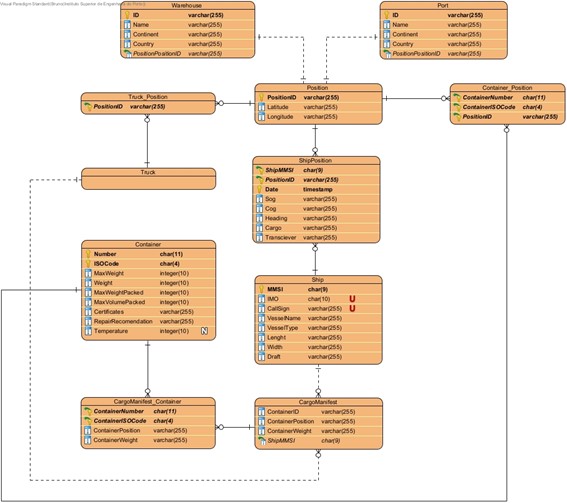 Visual Paradigm Standard(Bruno(Instituto Superior de Engenharia do Porto))
Warehouse
ID varchar(255)
Name varchar(255)
Continent varchar(255)
Country varchar(255)
PositionPositionID varchar(255)
Port
ID varchar(255)
Name varchar(255)
Continent varchar(255)
Country varchar(255)
PositionPositionID varchar(255)
Truck_Position
PositionID varchar(255)
Position
PositionID varchar(255)
Latitude varchar(255)
Longitude varchar(255)
Container_Position
ContainerNumber char(11)
ContainerISOCode char(4)
PositionID varchar(255)
Truck
ShipPosition
ShipMMSI char(9)
PositionID varchar(255)
Date timestamp
Sog varchar(255)
Cog varchar(255)
Heading varchar(255)
Cargo varchar(255)
Transciever varchar(255)
Container
Number char(11)
ISOCode char(4)
MaxWeight integer(10)
Weight integer(10)
MaxWeightPacked integer(10)
MaxVolumePacked integer(10)
Certificates varchar(255)
RepairRecomendation varchar(255)
Temperature integer(10) N
Ship
MMSI char(9)
IMO char(10) U
CallSign varchar(255) U
VesselName varchar(255)
VesselType varchar(255)
Lenght varchar(255)
Width varchar(255)
Draft varchar(255)
CargoManifest_Container
ContainerNumber char(11)
ContainerISOCode char(4)
ContainerPosition varchar(255)
ContainerWeight varchar(255)
CargoManifest
ContainerID varchar(255)
ContainerPosition varchar(255)
ContainerWeight varchar(255)
ShipMMSI char(9)